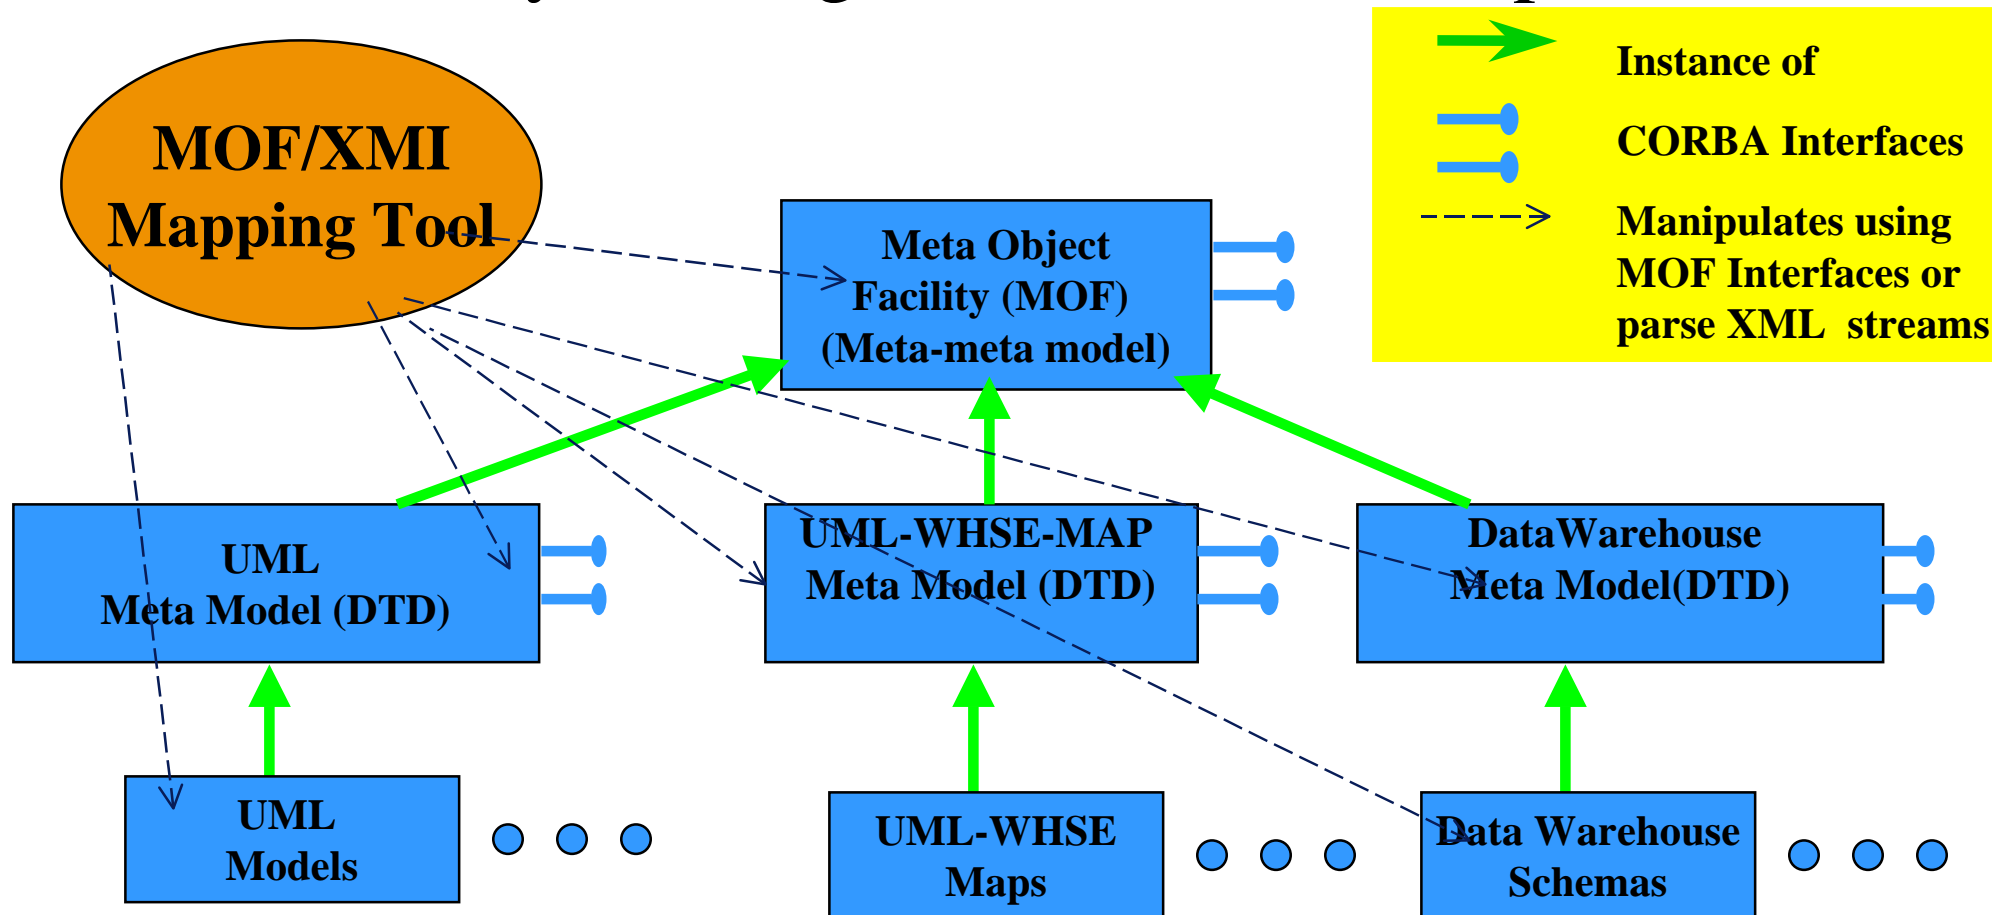 MOF/XMI
Mapping Tool
Instance of
CORBA Interfaces
Manipulates using
MOF Interfaces or
parse XML streams
Meta Object
Facility (MOF)
(Meta-meta model)
UML
Meta Model (DTD)
UML-WHSE-MAP
Meta Model (DTD)
DataWarehouse
Meta Model(DTD)
UML
Models
UML-WHSE
Maps
Data Warehouse
Schemas